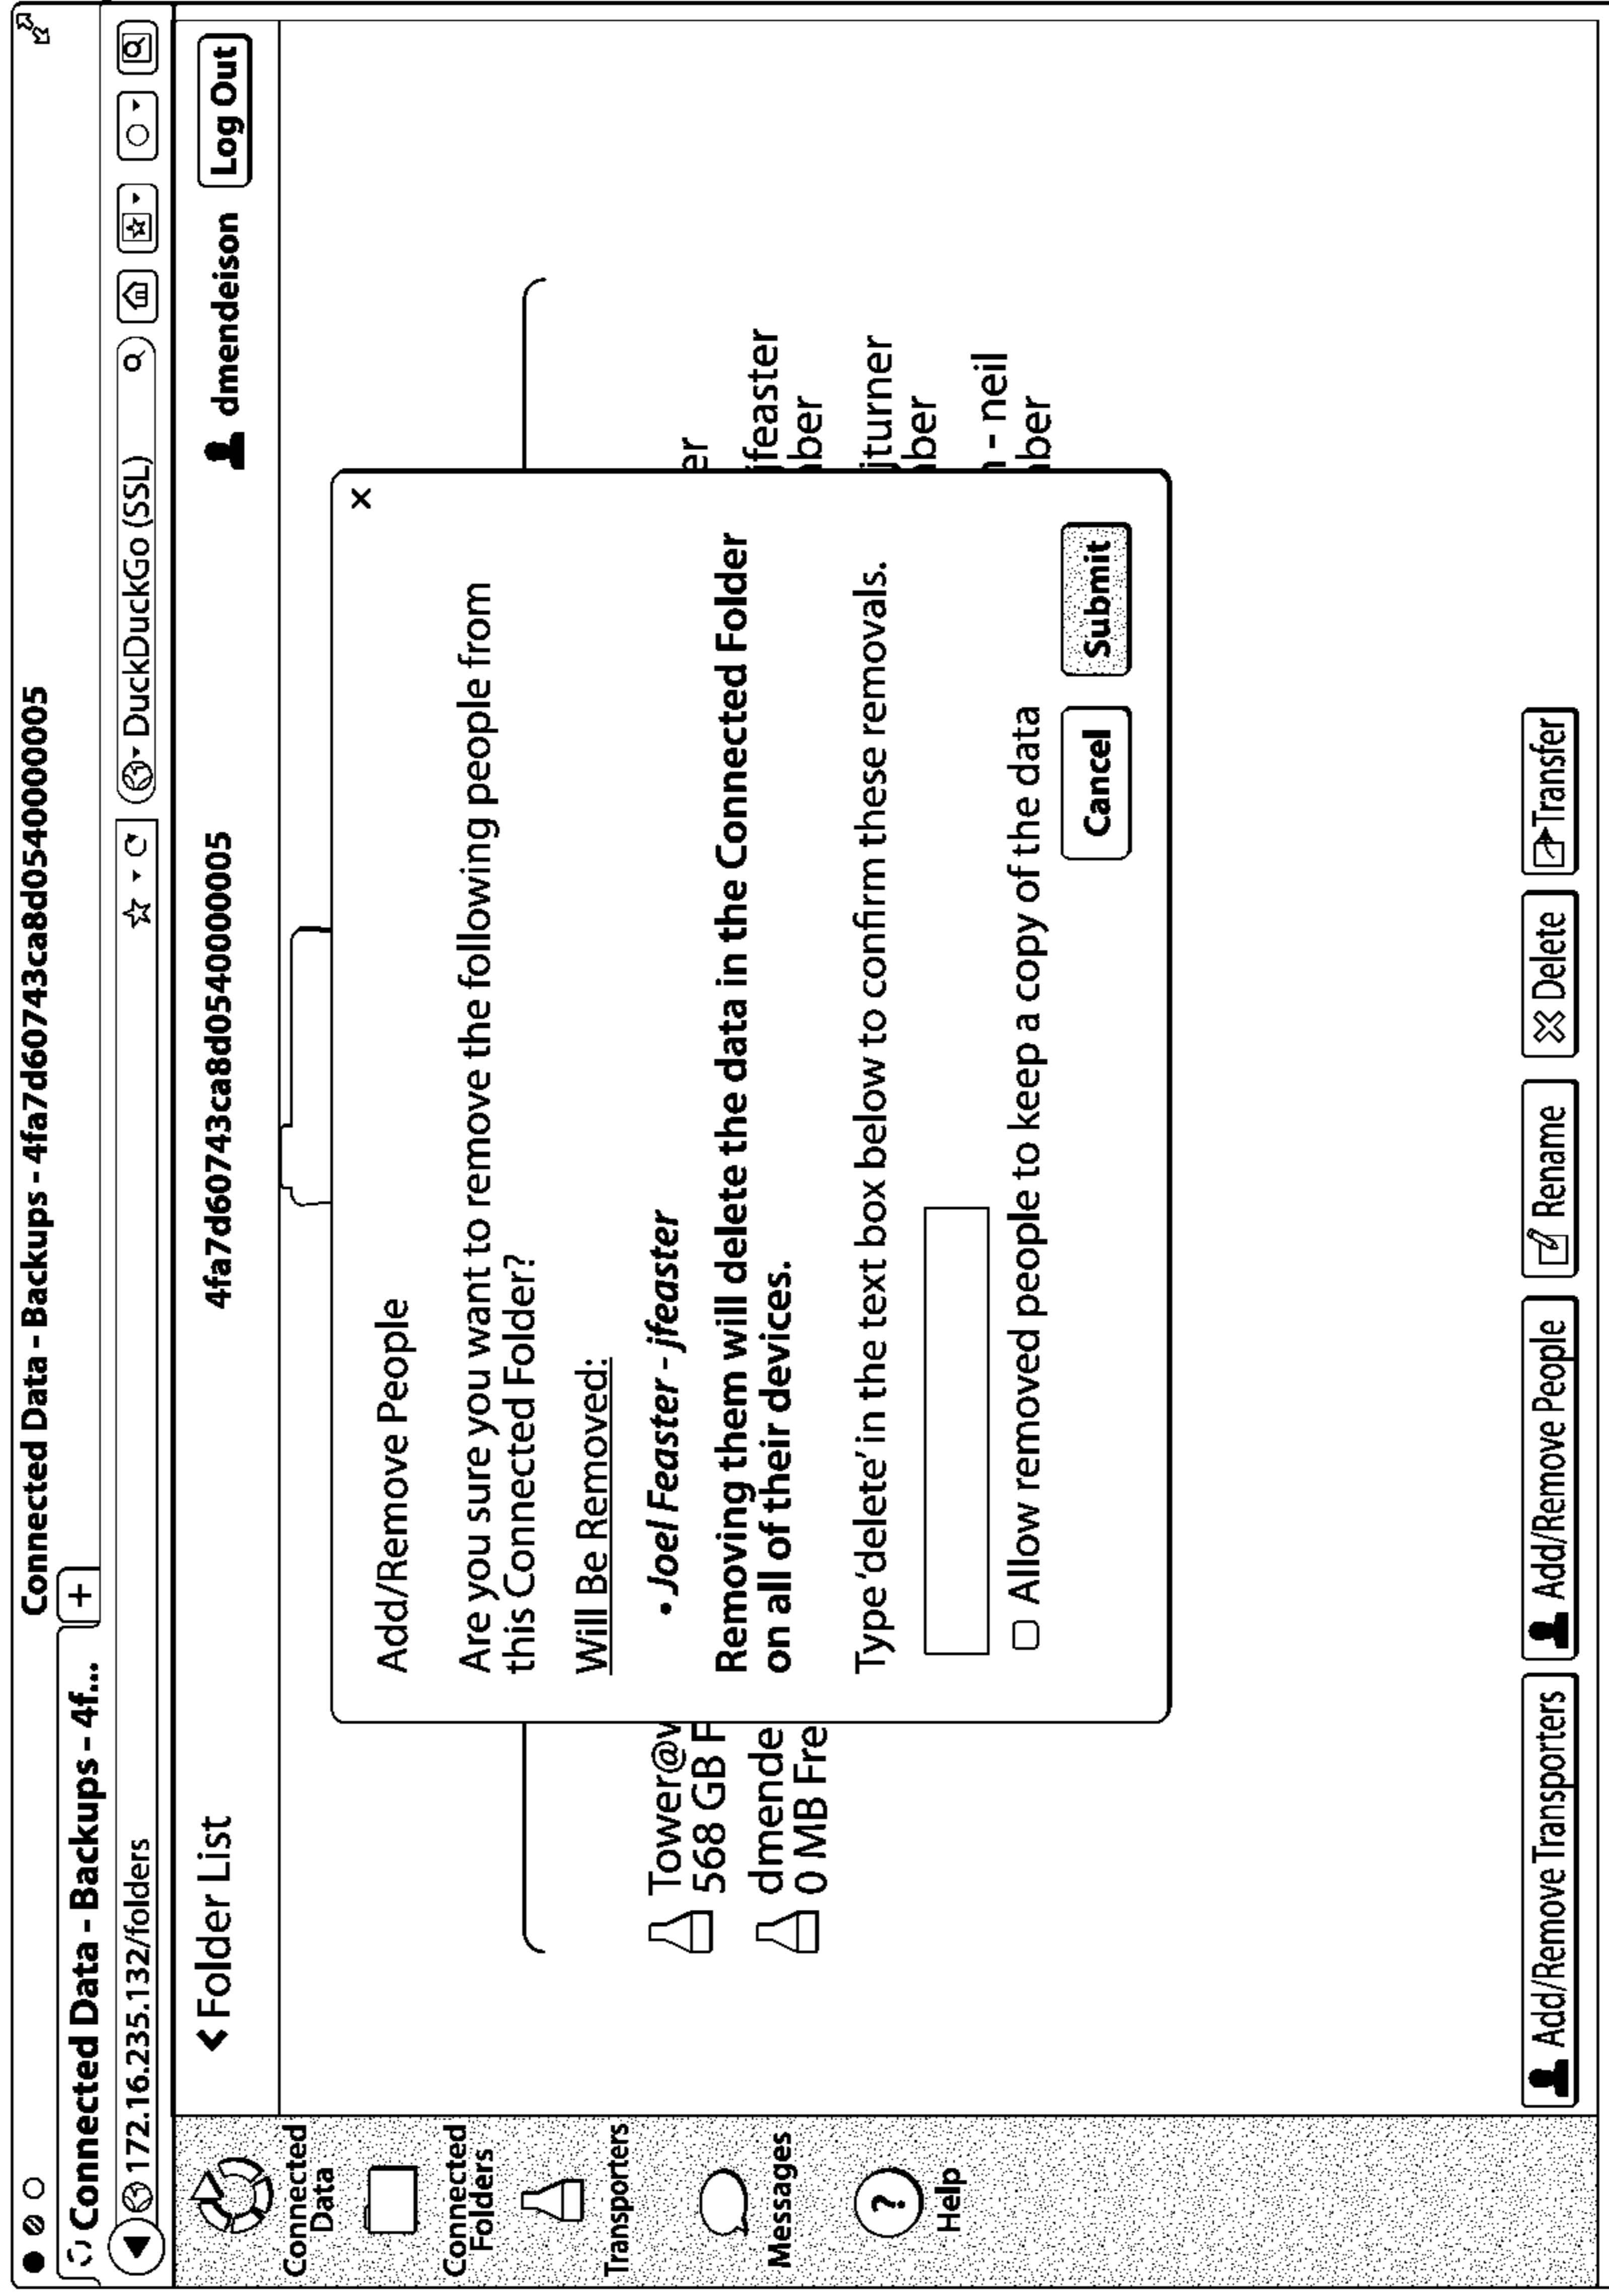 Connected Data - Backups - 4fa7d60743ca8d0540000005
Connected Data - Backups - 4f...
+
172.16.235.132/folders
DuckDuckGo (SSL)
Folder List
4fa7d60743ca8d0540000005
dmendeison
Log Out
Connected
Data
Connected
Folders
Transporters
Messages
?
Help
Tower@v
568 GB F
dmende
0 MB Fre
er
jfeaster
ber
jturner
ber
n - neil
ber
×
Add/Remove People
Are you sure you want to remove the following people from
this Connected Folder?
Will Be Removed:
• Joel Feaster - jfeaster
Removing them will delete the data in the Connected Folder
on all of their devices.
Type 'delete' in the text box below to confirm these removals.
Allow removed people to keep a copy of the data
Cancel
Submit
Add/Remove Transporters
Add/Remove People
Rename
Delete
Transfer